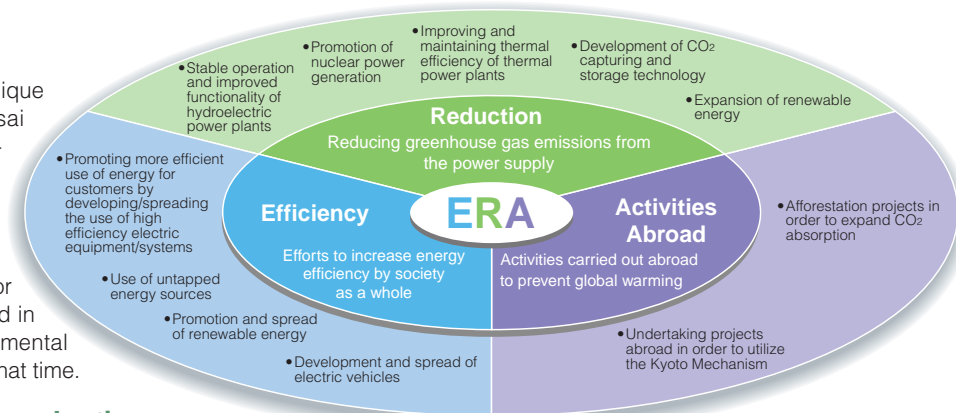 ique
sai
or
d in
mental
hat time.
•Stable operation
and improved
functionality of
hydroelectric
power plants
•Promotion of
nuclear power
generation
•Improving and
maintaining thermal
efficiency of thermal
power plants
•Development of CO2
capturing and
storage technology
•Expansion of renewable
energy
Reduction
Reducing greenhouse gas emissions from
the power supply
ERA
Efficiency
Efforts to increase energy
efficiency by society
as a whole
Activities
Abroad
Activities carried out abroad
to prevent global warming
•Promoting more efficient
use of energy for
customers by
developing/spreading
the use of high
efficiency electric
equipment/systems
•Use of untapped
energy sources
•Promotion and spread
of renewable energy
•Development and spread of
electric vehicles
•Afforestation projects in
order to expand CO2
absorption
•Undertaking projects
abroad in order to utilize
the Kyoto Mechanism